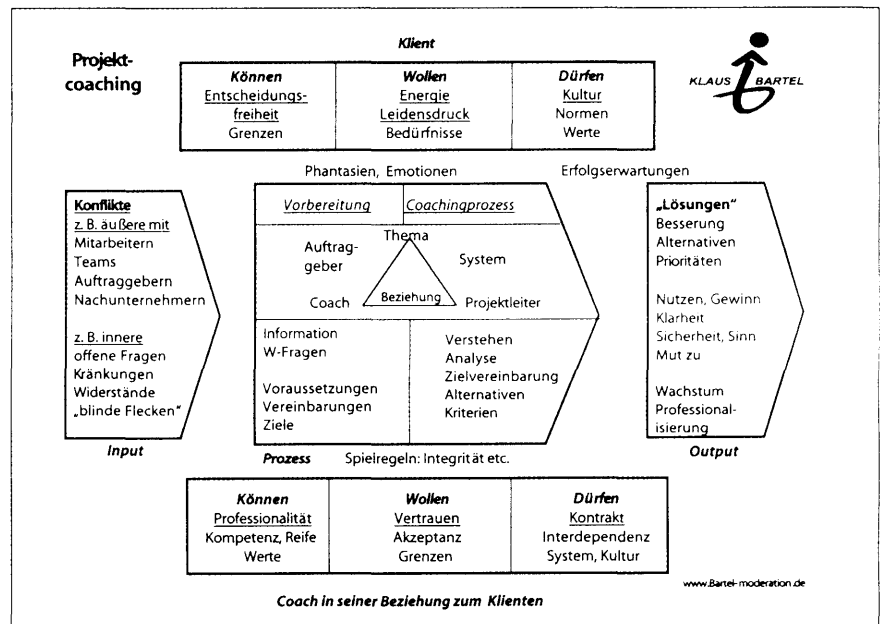 Projekt-
coaching
Klient
Können
Entscheidungs-
freiheit
Grenzen
Wollen
Energie
Leidensdruck
Bedürfnisse
Dürfen
Kultur
Normen
Werte
KLAUS BARTEL
Phantasien, Emotionen
Erfolgserwartungen
Konflikte
z. B. äußere mit
Mitarbeitern
Teams
Auftraggebern
Nachunternehmern
z. B. innere
offene Fragen
Kränkungen
Widerstände
„blinde Flecken“
Input
Vorbereitung
Coachingprozess
Thema
Auftrag-
geber
System
Coach
Beziehung
Projektleiter
Information
W-Fragen
Voraussetzungen
Vereinbarungen
Ziele
Verstehen
Analyse
Zielvereinbarung
Alternativen
Kriterien
Prozess
Spielregeln: Integrität etc.
„Lösungen“
Besserung
Alternativen
Prioritäten
Nutzen, Gewinn
Klarheit
Sicherheit, Sinn
Mut zu
Wachstum
Professional-
isierung
Output
Können
Professionalität
Kompetenz, Reife
Werte
Wollen
Vertrauen
Akzeptanz
Grenzen
Dürfen
Kontrakt
Interdependenz
System, Kultur
www.Bartel-moderation.de
Coach in seiner Beziehung zum Klienten